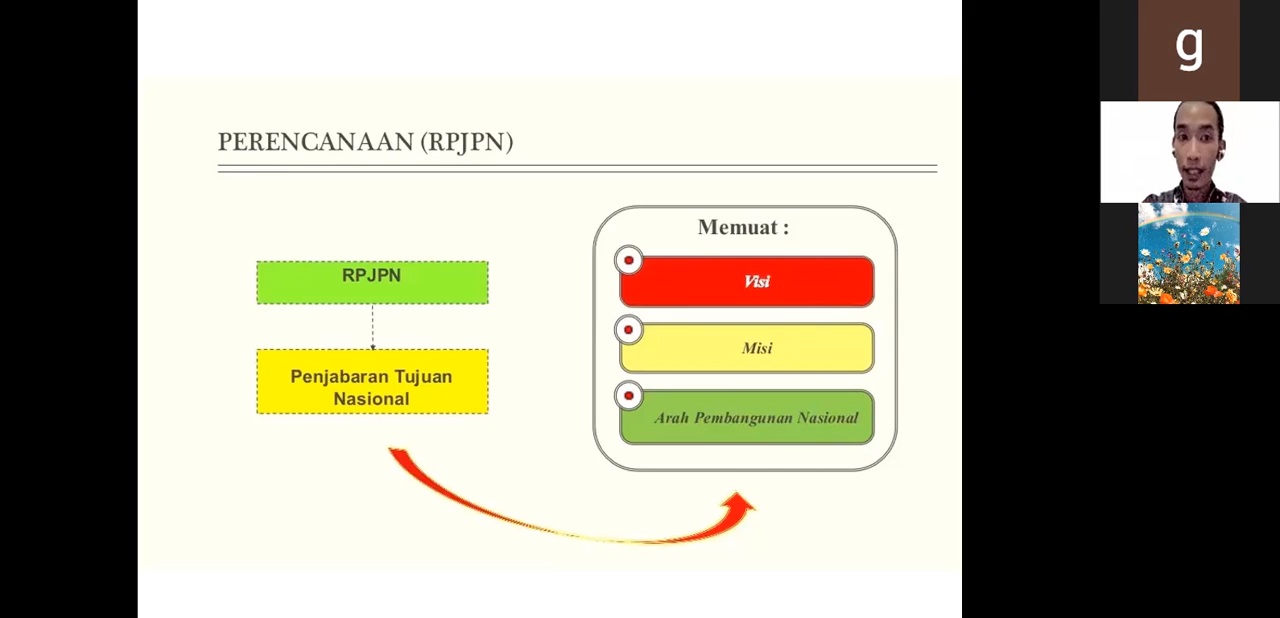 PERENCANAAN (RPJPN)
RPJPN
Penjabaran Tujuan
Nasional
Memuat :
Visi
Misi
Arah Pembangunan Nasional
g